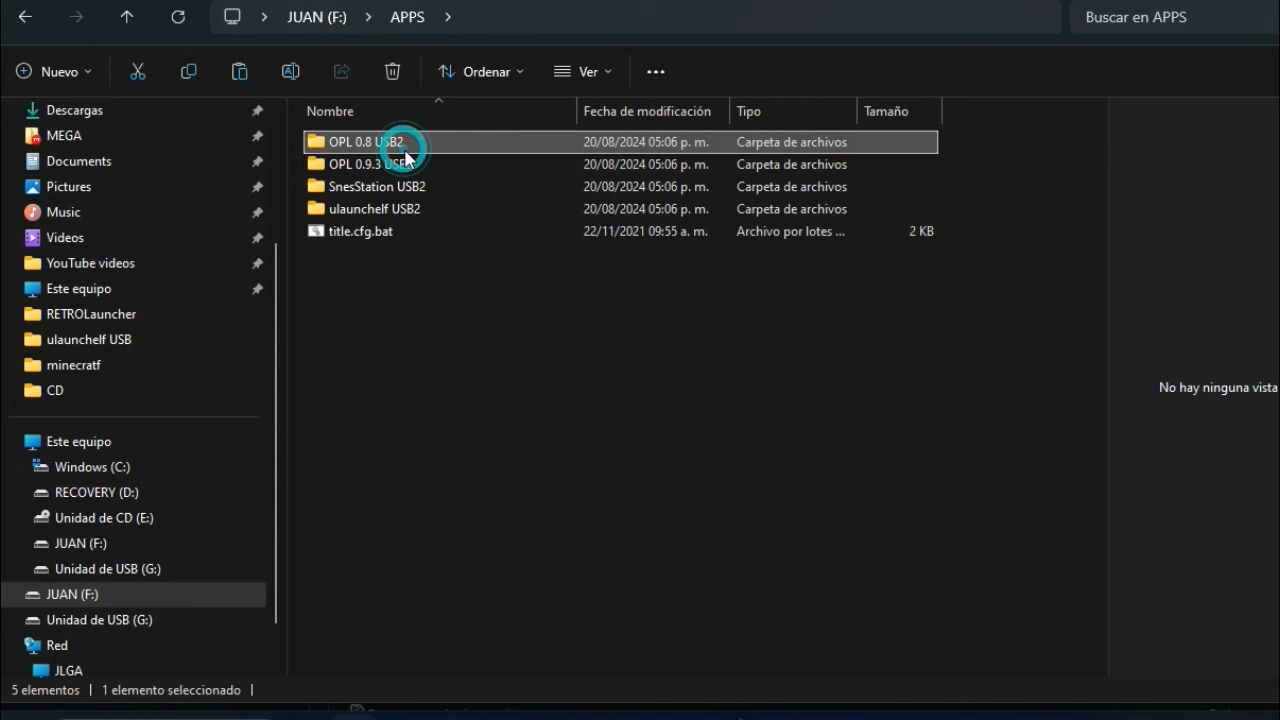 JUAN (F:) > APPS >
Buscar en APPS
Nuevo
Ordenar
Ver
Descargas
MEGA
Documents
Pictures
Music
Videos
YouTube videos
Este equipo
RETROLauncher
ulaunchelf USB
minecratf
CD
Este equipo
Windows (C:)
RECOVERY (D:)
Unidad de CD (E:)
JUAN (F:)
Unidad de USB (G:)
JUAN (F:)
Unidad de USB (G:)
Red
JLGA
Nombre Fecha de modificación Tipo Tamaño
OPL 0.8 USB2 20/08/2024 05:06 p. m. Carpeta de archivos
OPL 0.9.3 20/08/2024 05:06 p. m. Carpeta de archivos
SnesStation USB2 20/08/2024 05:06 p. m. Carpeta de archivos
ulaunchelf USB2 20/08/2024 05:06 p. m. Carpeta de archivos
title.cfg.bat 22/11/2021 09:55 a. m. Archivo por lotes ... 2 KB
No hay ninguna vista
5 elementos | 1 elemento seleccionado |